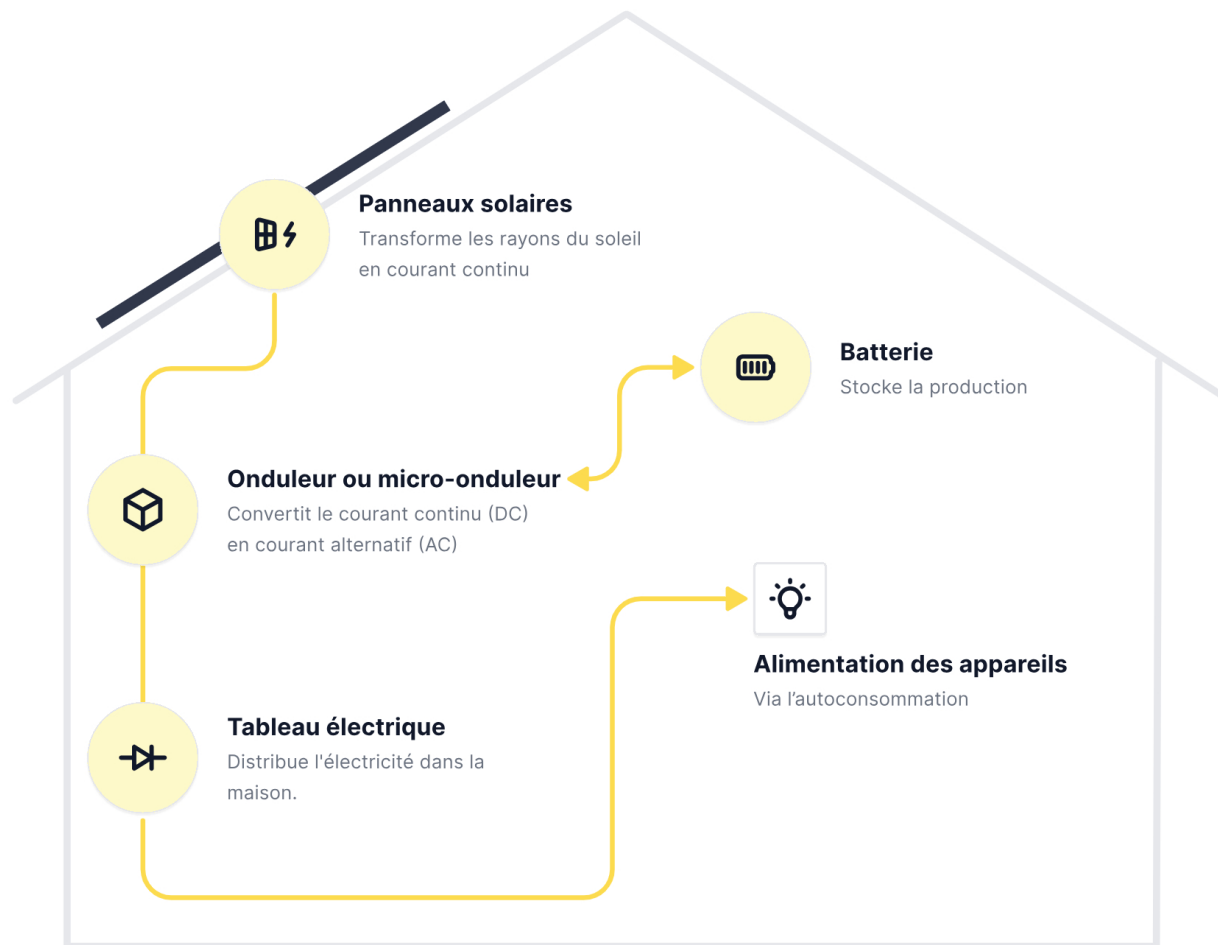 Panneaux solaires
Transforme les rayons du soleil
en courant continu
Batterie
Stocke la production
Onduleur ou micro-onduleur
Convertit le courant continu (DC)
en courant alternatif (AC)
Alimentation des appareils
Via l’autoconsommation
Tableau électrique
Distribue l'électricité dans la
maison.